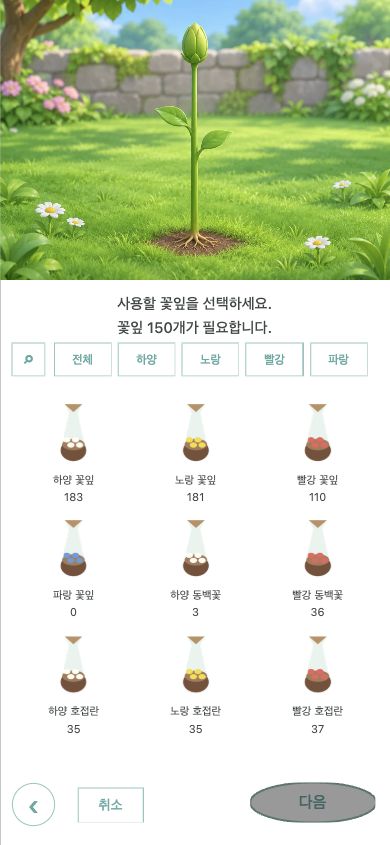 사용할 꽃잎을 선택하세요.
꽃잎 150개가 필요합니다.
전체 하양 노랑 빨강 파랑
하양 꽃잎 노랑 꽃잎 빨강 꽃잎
183 181 110
파랑 꽃잎 하양 동백꽃 빨강 동백꽃
0 3 36
하양 호접란 노랑 호접란 빨강 호접란
35 35 37
취소 다음